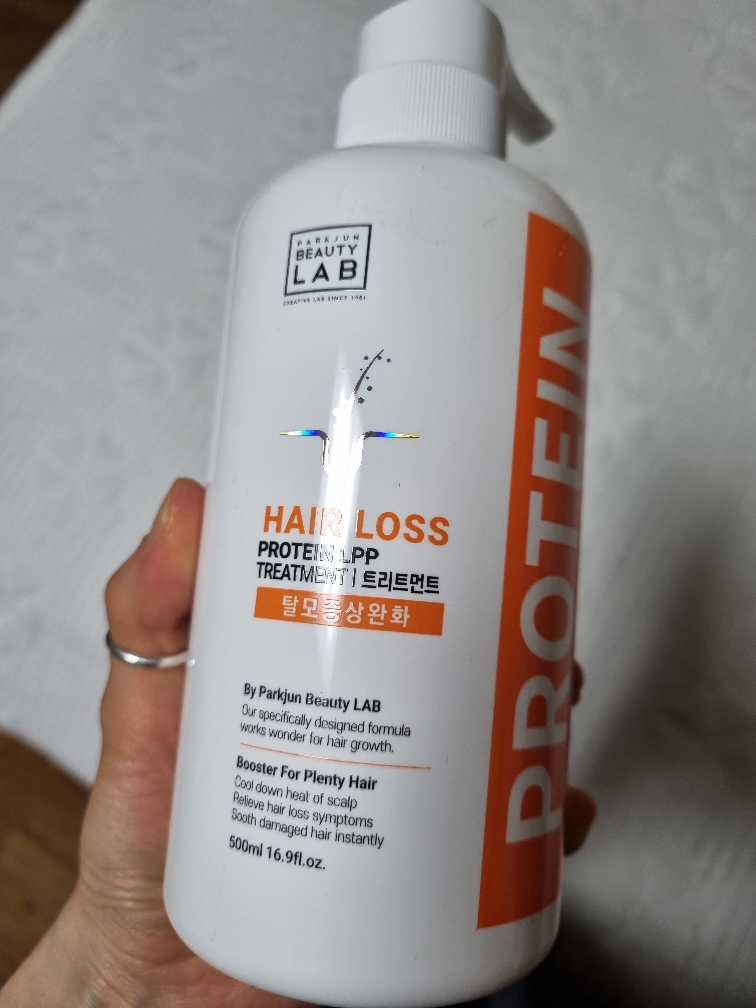 PARKJUN
BEAUTY
LAB
CREATIVE LAB SINCE 1981
HAIR LOSS
PROTEIN LPP
TREATMENT | 트리트먼트
탈모증상완화
By Parkjun Beauty LAB
Our specifically designed formula
works wonder for hair growth.
Booster For Plenty Hair
Cool down heat of scalp
Relieve hair loss symptoms
Sooth damaged hair instantly
500ml 16.9fl.oz.
PROTEIN